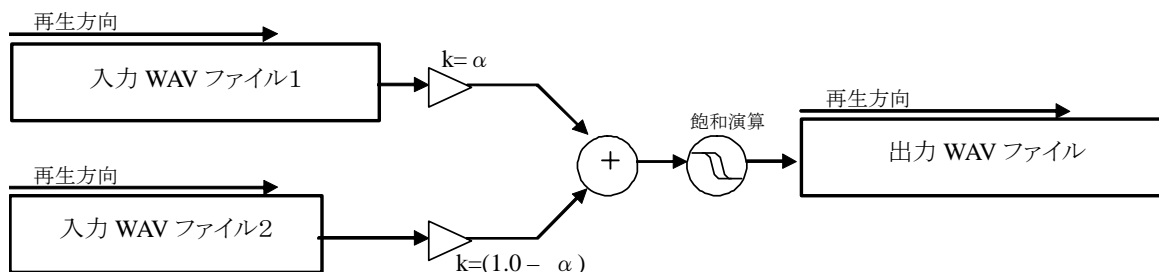 再生方向
入力 WAV ファイル1
k=α
再生方向
入力 WAV ファイル2
k=(1.0－ α)
+
飽和演算
再生方向
出力 WAV ファイル